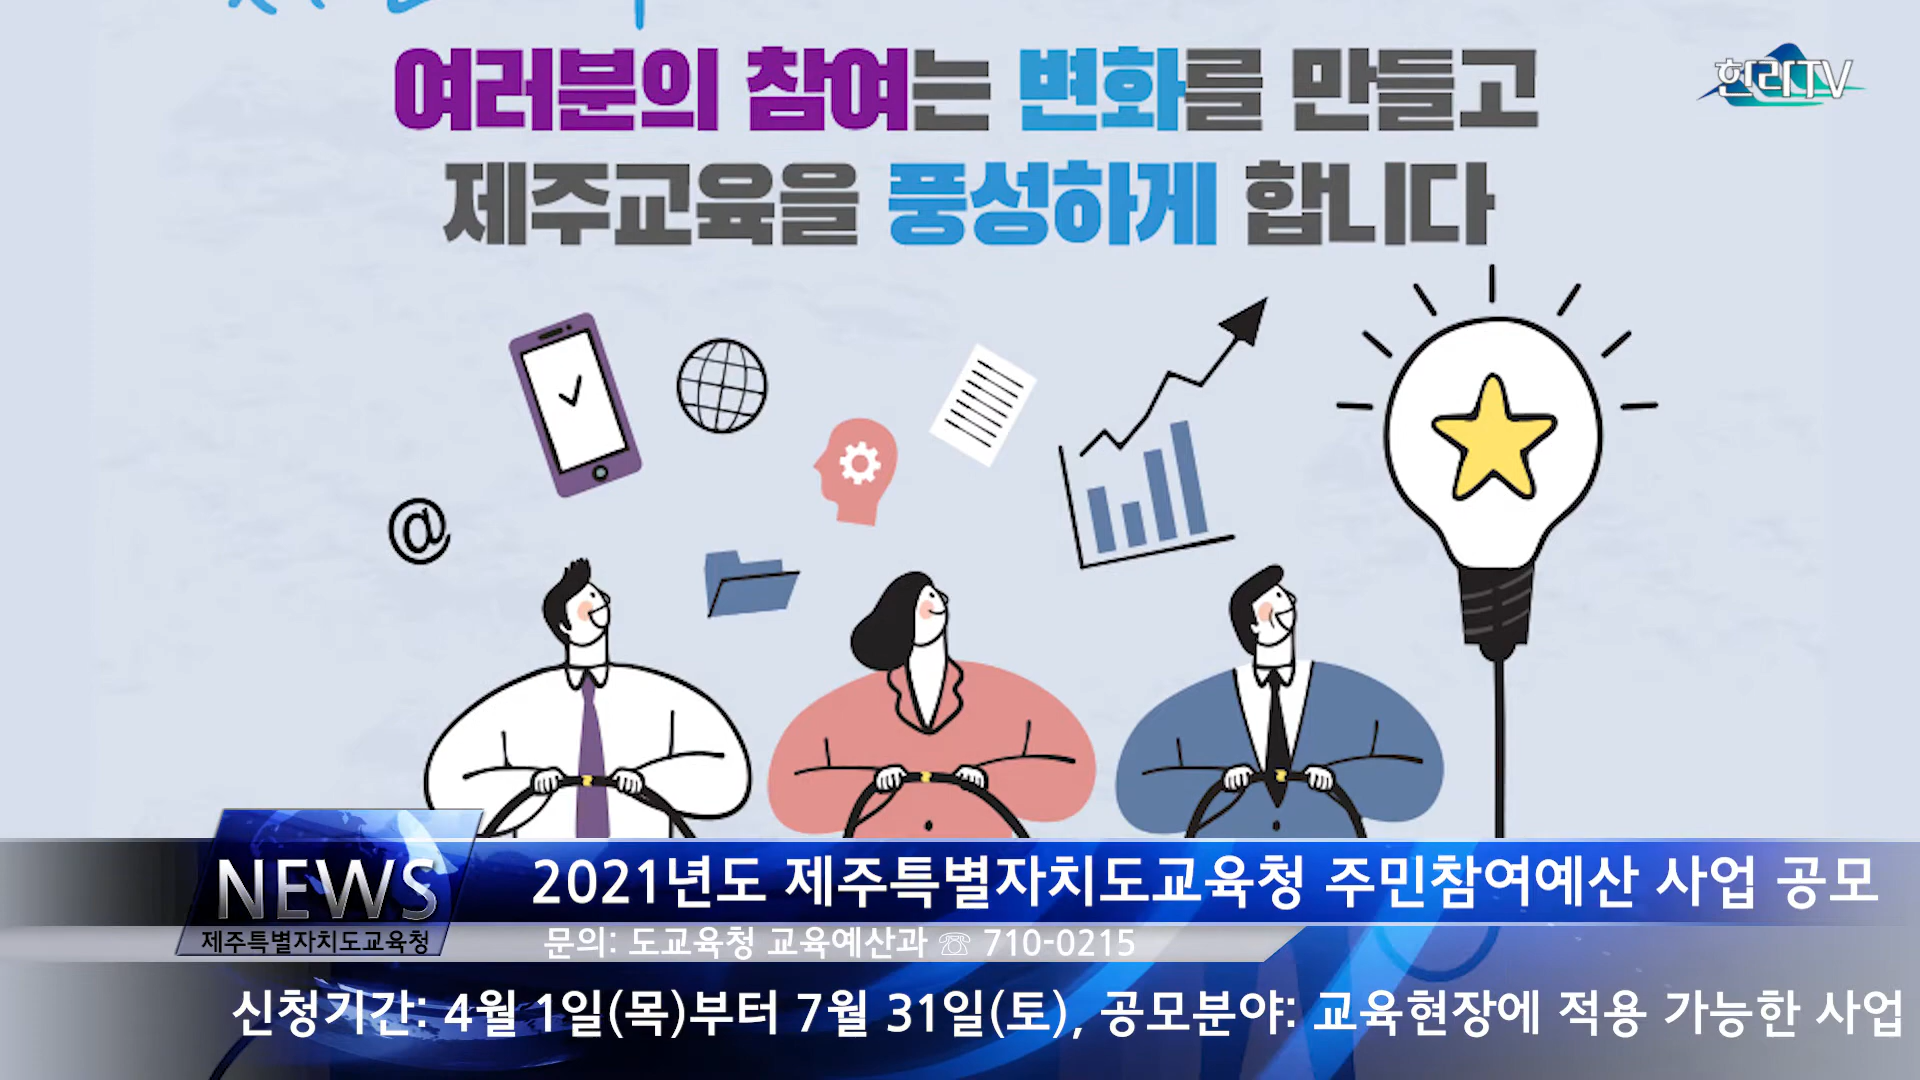 여러분의 참여는 변화를 만들고
한라TV
제주교육을 풍성하게 합니다
@
NEWS
2021년도 제주특별자치도교육청 주민참여예산 사업 공모
제주특별자치도교육청
문의: 도교육청 교육예산과 ☏ 710-0215
신청기간: 4월 1일(목)부터 7월 31일(토), 공모분야: 교육현장에 적용 가능한 사업